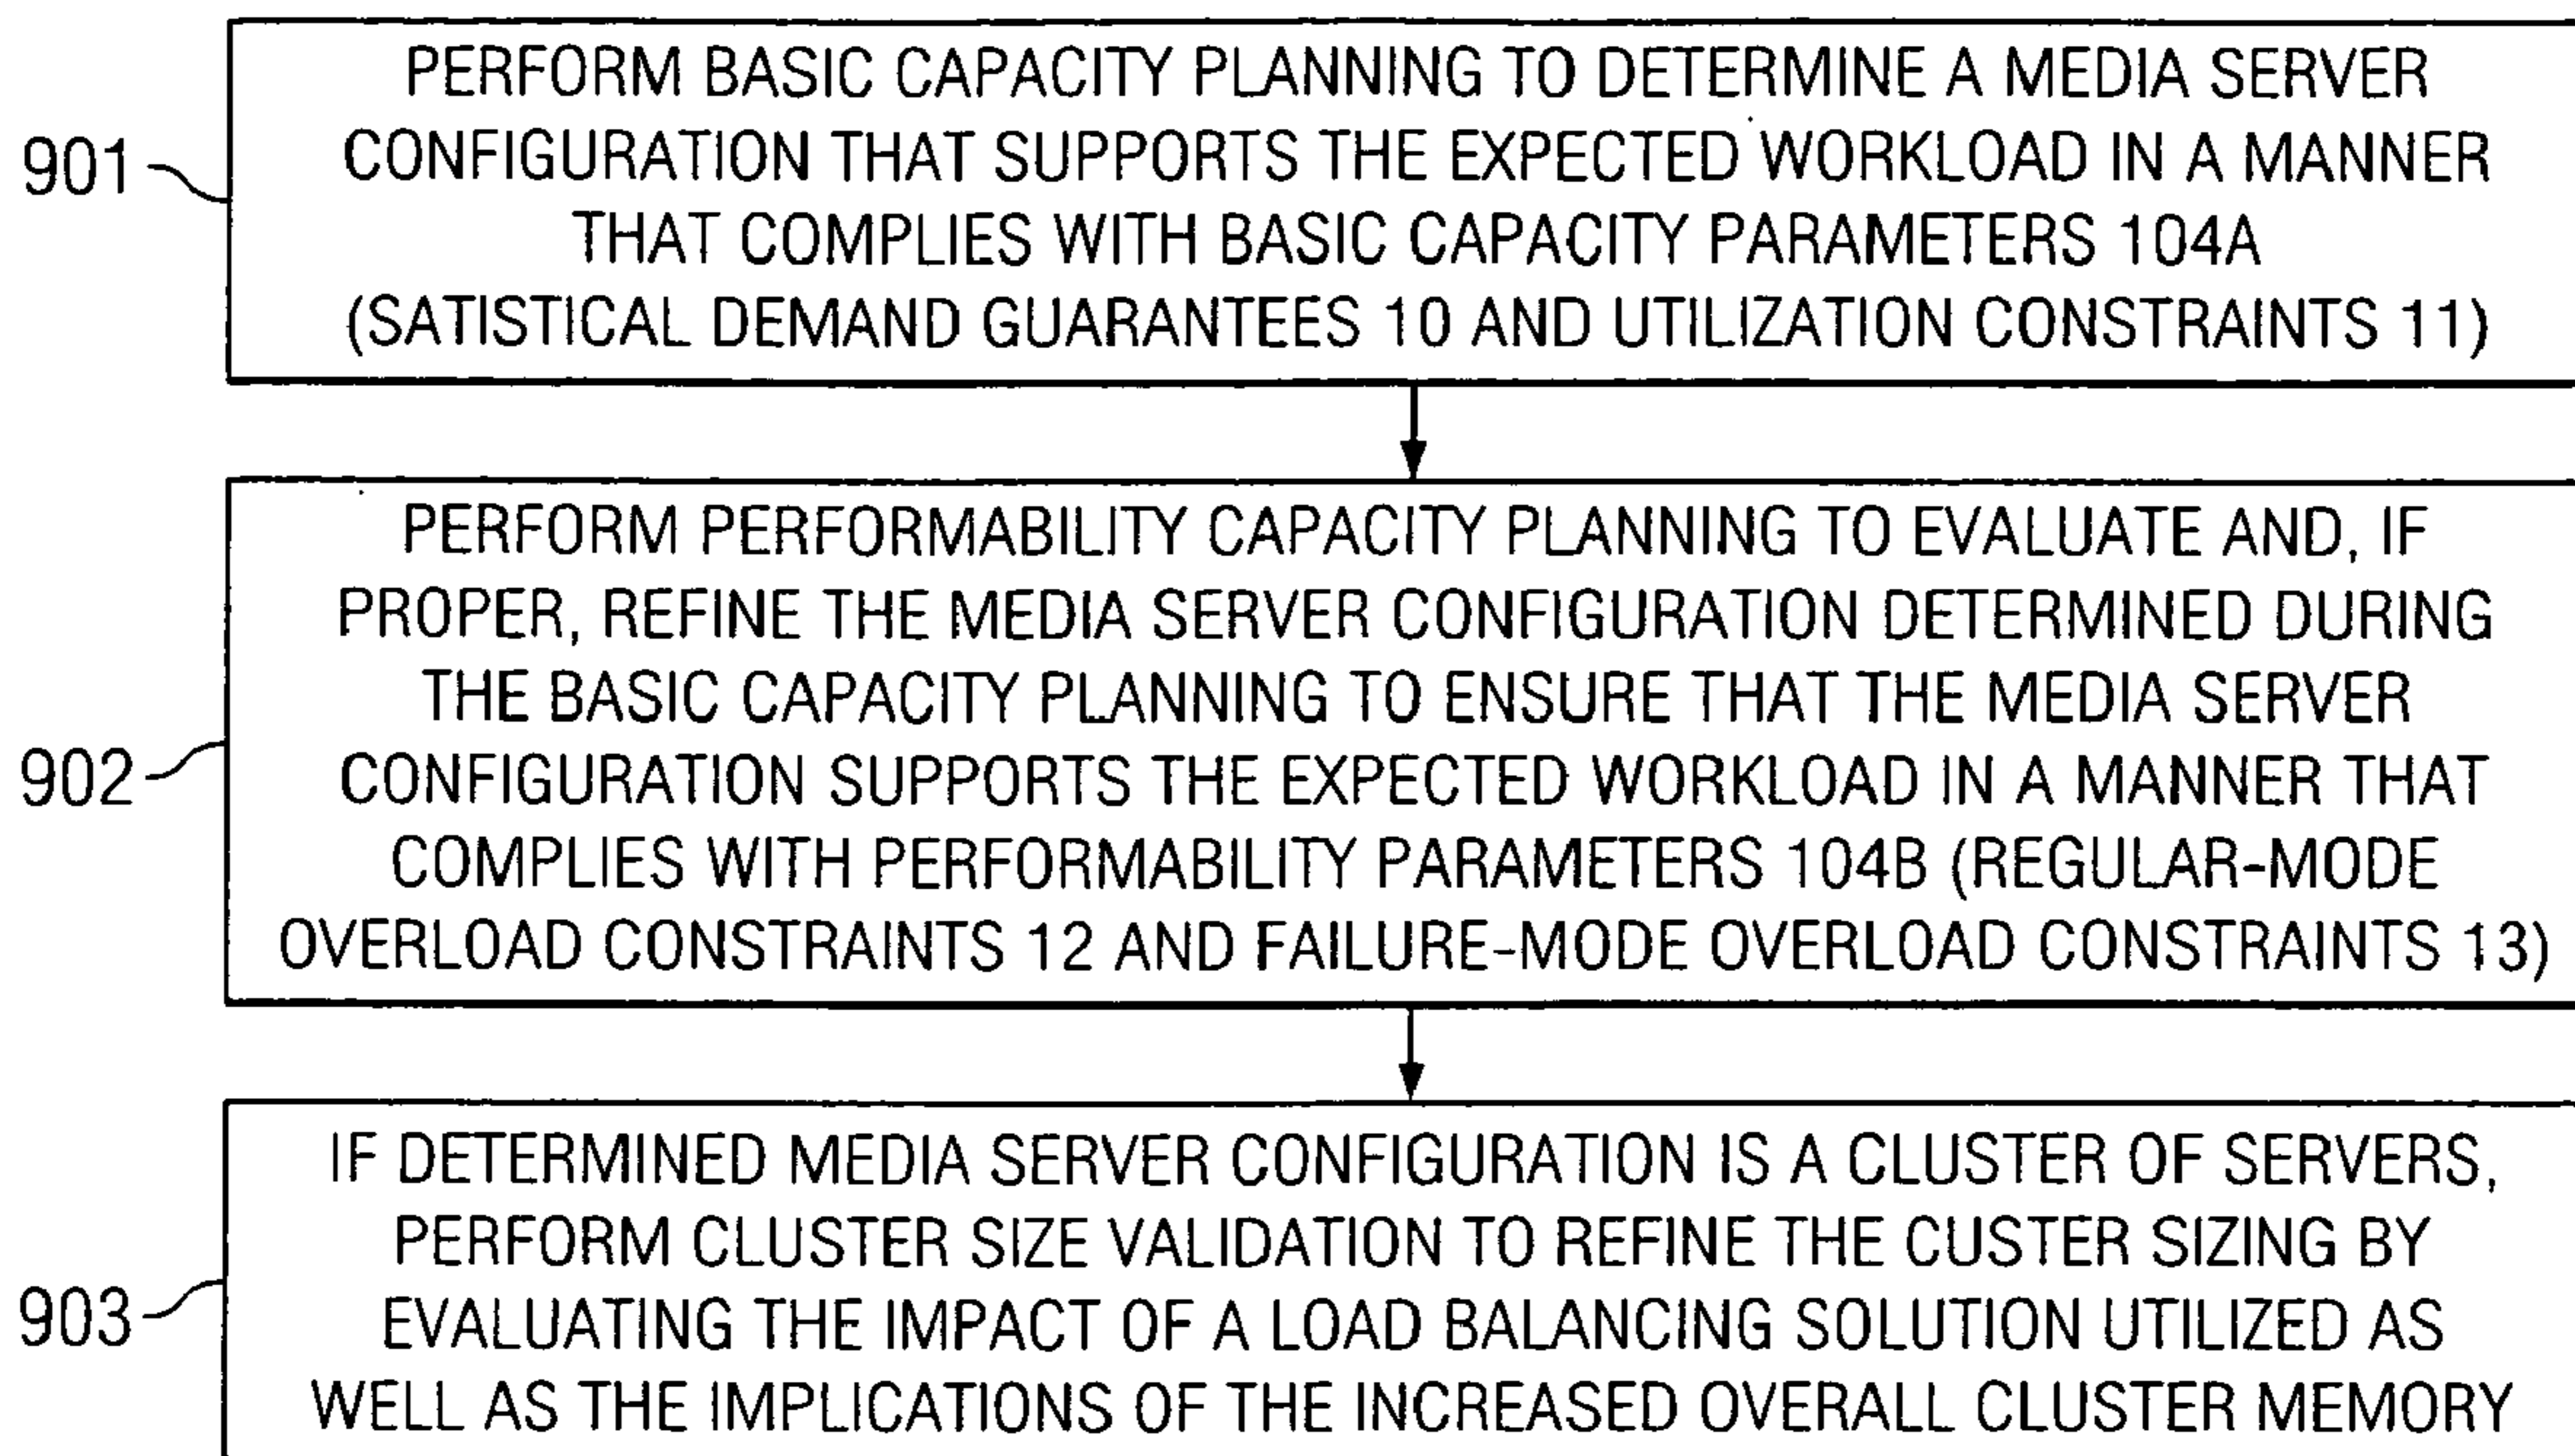 PERFORM BASIC CAPACITY PLANNING TO DETERMINE A MEDIA SERVER
901
CONFIGURATION THAT SUPPORTS THE EXPECTED WORKLOAD IN A MANNER
THAT COMPLIES WITH BASIC CAPACITY PARAMETERS 104A
(SATISTICAL DEMAND GUARANTEES 10 AND UTILIZATION CONSTRAINTS 11)
PERFORM PERFORMABILITY CAPACITY PLANNING TO EVALUATE AND, IF
PROPER, REFINE THE MEDIA SERVER CONFIGURATION DETERMINED DURING
THE BASIC CAPACITY PLANNING TO ENSURE THAT THE MEDIA SERVER
902
CONFIGURATION SUPPORTS THE EXPECTED WORKLOAD IN A MANNER THAT
COMPLIES WITH PERFORMABILITY PARAMETERS 104B (REGULAR-MODE
OVERLOAD CONSTRAINTS 12 AND FAILURE-MODE OVERLOAD CONSTRAINTS 13)
IF DETERMINED MEDIA SERVER CONFIGURATION IS A CLUSTER OF SERVERS,
PERFORM CLUSTER SIZE VALIDATION TO REFINE THE CUSTER SIZING BY
903
EVALUATING THE IMPACT OF A LOAD BALANCING SOLUTION UTILIZED AS
WELL AS THE IMPLICATIONS OF THE INCREASED OVERALL CLUSTER MEMORY